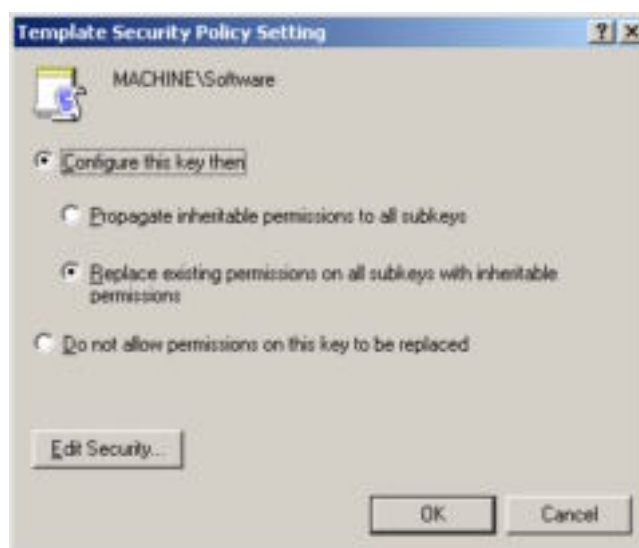 Template Security Policy Setting
MACHINE\Software
Configure this key then
Propagate inheritable permissions to all subkeys
Replace existing permissions on all subkeys with inheritable
permissions
Do not allow permissions on this key to be replaced
Edit Security...
OK
Cancel